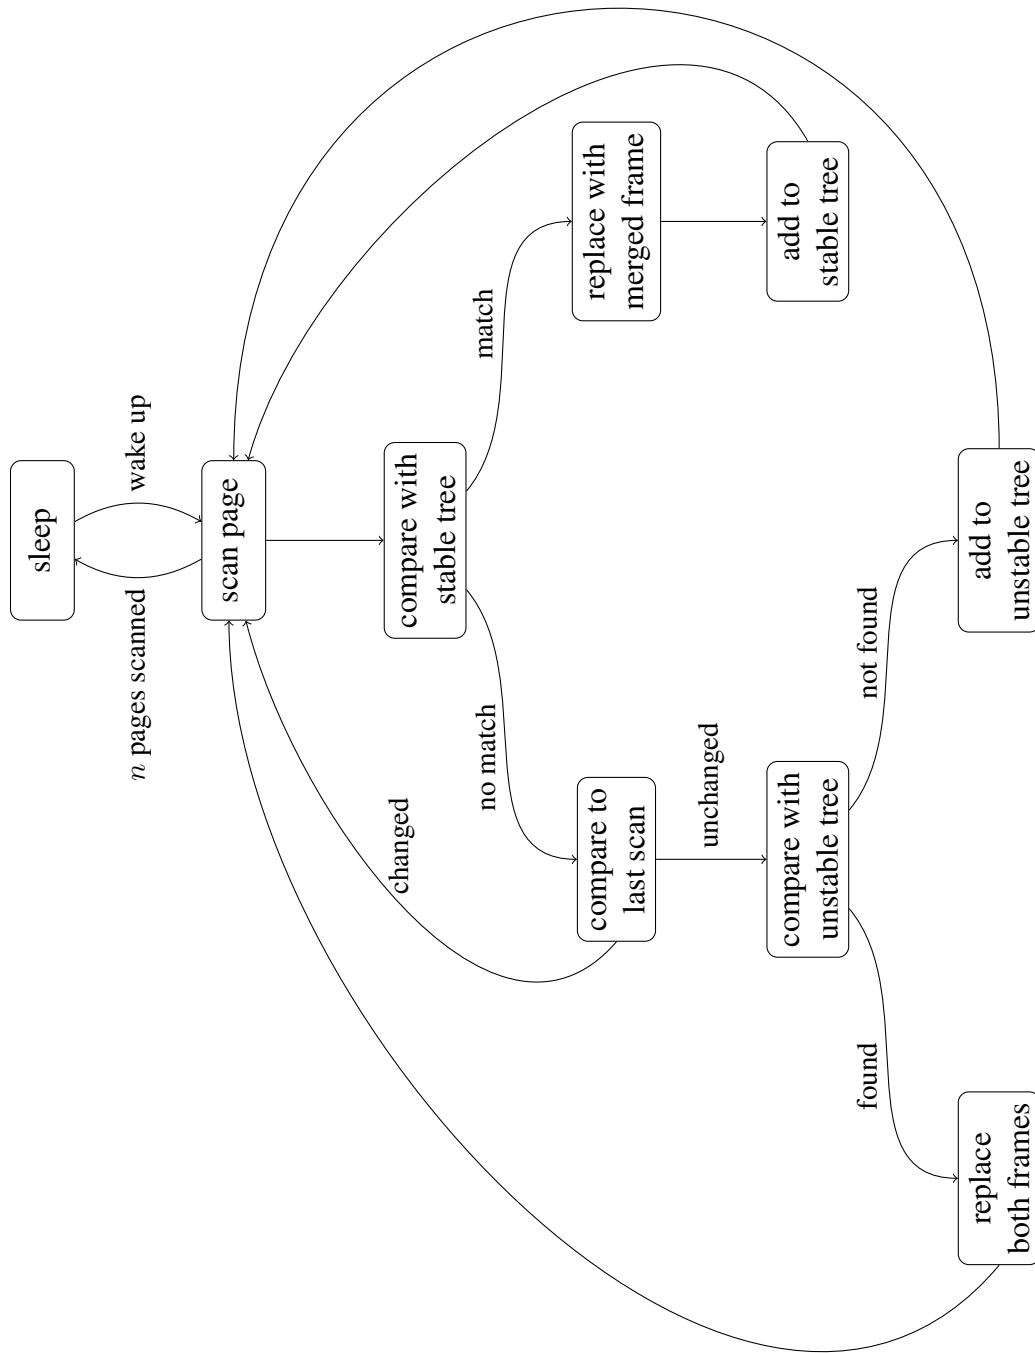 sleep
wake up
n pages scanned
scan page
compare with
stable tree
match
no match
changed
replace with
merged frame
compare to
last scan
unchanged
add to
stable tree
compare with
unstable tree
not found
found
add to
unstable tree
replace
both frames